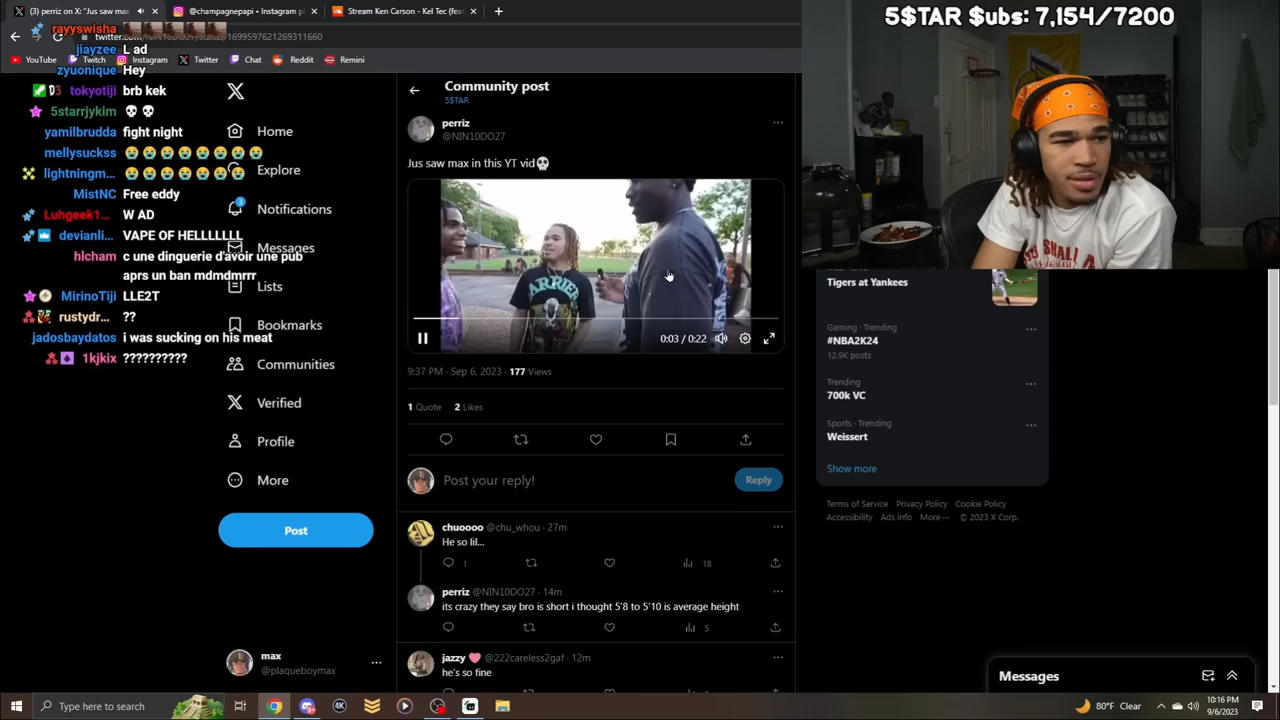 perriz on X: "Jus saw max
@champagnepapi • Instagram p
Stream Ken Carson - Kel Tec (fea
5$TAR $ubs: 7,154/7200
1699597621269311660
YouTube
Twitch
Instagram
Twitter
Chat
Reddit
Remini
rayyswisha
jiayzee L ad
zyuonique Hey
tokyotiji brb kek
5starrjykim 💀 💀
yamilbrudda fight night
mellysuckss 😭 😭 😭 😭 😭 😭 😭
lightningm... 😭 😭 😭 😭 😭 😭
MistNC Free eddy
Luhgeek1... W AD
devianli... VAPE OF HELLLLLLL
hlcham c une dinguerie d'avoir une pub
aprs un ban mdmdmrrr
MirinoTiji LLE2T
rustydr... ??
jadosbaydatos i was sucking on his meat
1kjkix ??????????
Home
Explore
3
Notifications
Messages
Lists
Bookmarks
Communities
Verified
Profile
More
Post
max
@plaqueboymax
Community post
5$TAR
perriz
@NIN10DO27
Jus saw max in this YT vid💀
0:03 / 0:22
9:37 PM · Sep 6, 2023 · 177 Views
1 Quote 2 Likes
Post your reply!
Reply
chuoooo @chu_whou · 27m
He so lil...
1 18
perriz @NIN10DO27 · 14m
its crazy they say bro is short i thought 5'8 to 5'10 is average height
5
jazzy @222careless2gaf · 12m
he's so fine
Tigers at Yankees
Gaming · Trending
#NBA2K24
12.9K posts
Trending
700k VC
Sports · Trending
Weissert
Show more
Terms of Service Privacy Policy Cookie Policy
Accessibility Ads info More ··· © 2023 X Corp.
Messages
Type here to search
4K
80°F Clear
10:16 PM
9/6/2023